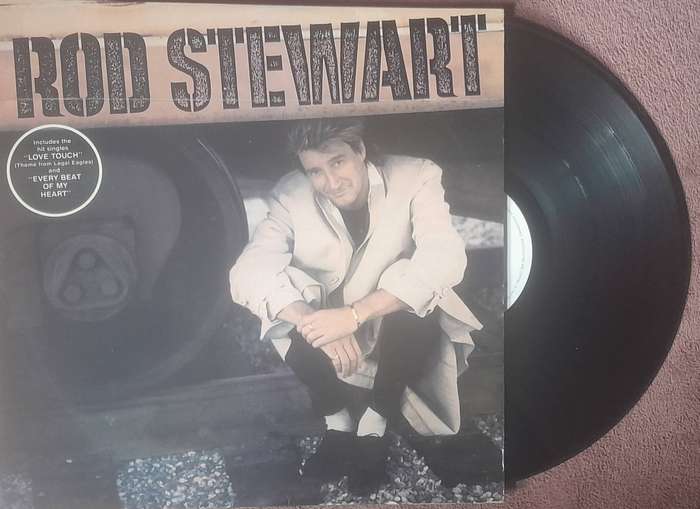 ROD STEWART
Includes the
hit singles
"LOVE TOUCH"
(Theme from Legal Eagles)
and
"EVERY BEAT
OF MY
HEART"